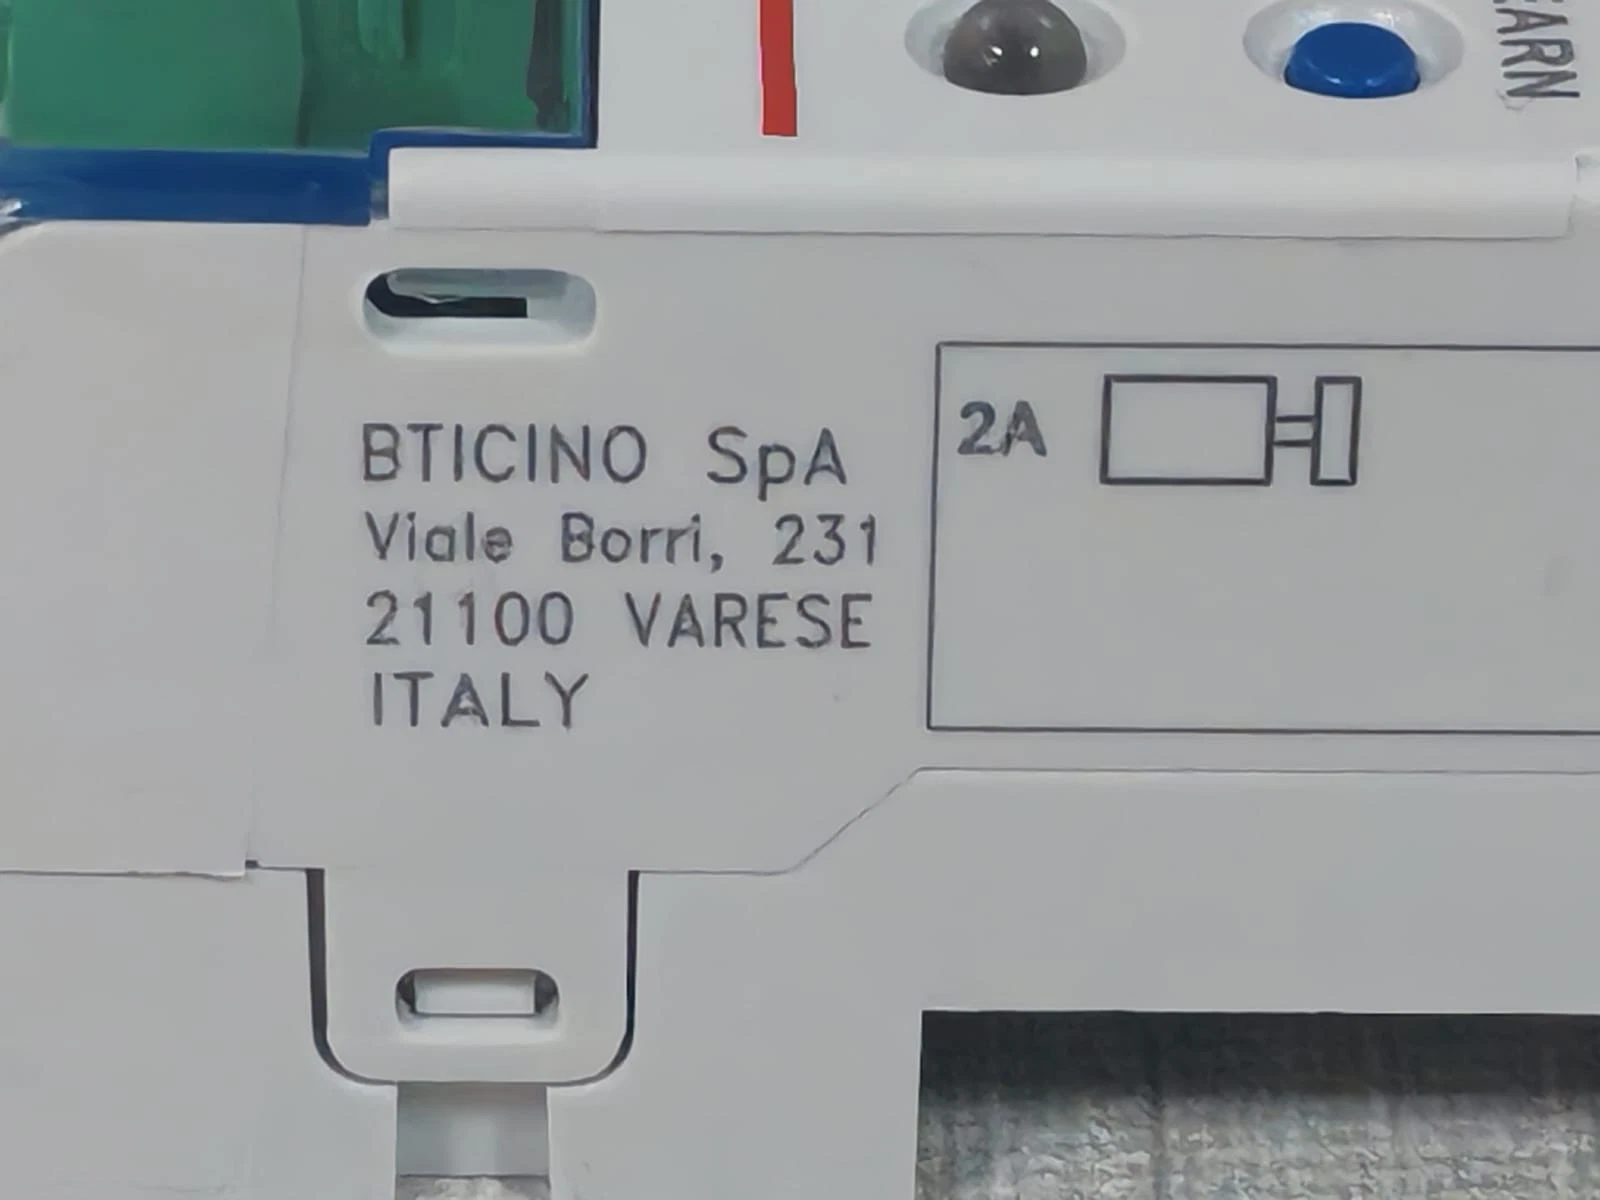 BTICINO SpA
Viale Borri, 231
21100 VARESE
ITALY
2A